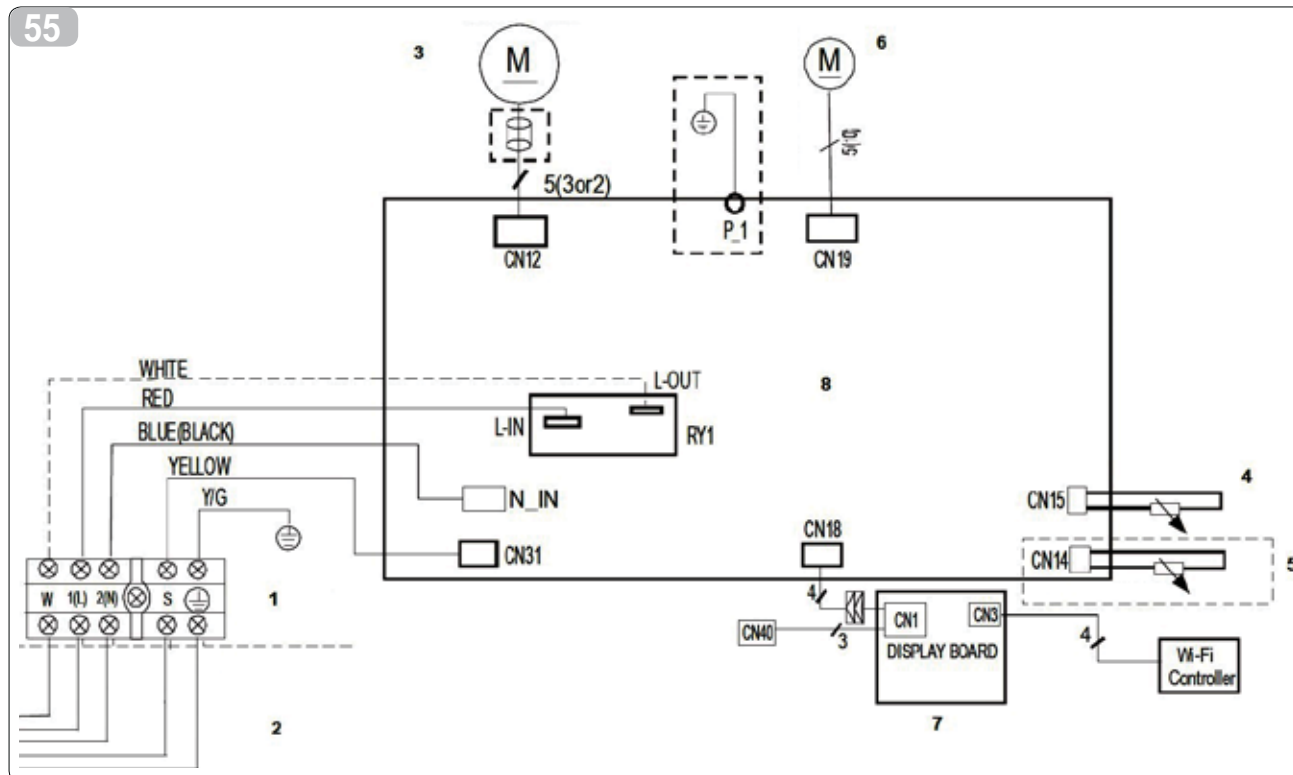 55
3
M
6
M
5(3or2)
P_1
CN12
CN19
WHITE
L-OUT
8
RED
L-IN
RY1
BLUE(BLACK)
YELLOW
N_IN
CN15
4
Y/G
CN18
CN31
CN14
5
W 1(L) 2(N) S
1
4
CN1
CN3
CN40
3
4
DISPLAY BOARD
Wi-Fi
Controller
2
7